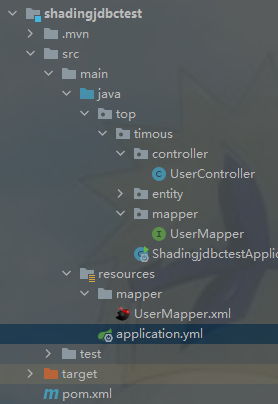 shadingjdbctest
.mvn
src
main
java
top
timous
controller
UserController
entity
mapper
UserMapper
ShadingjdbctestApplic
resources
mapper
UserMapper.xml
application.yml
test
target
pom.xml